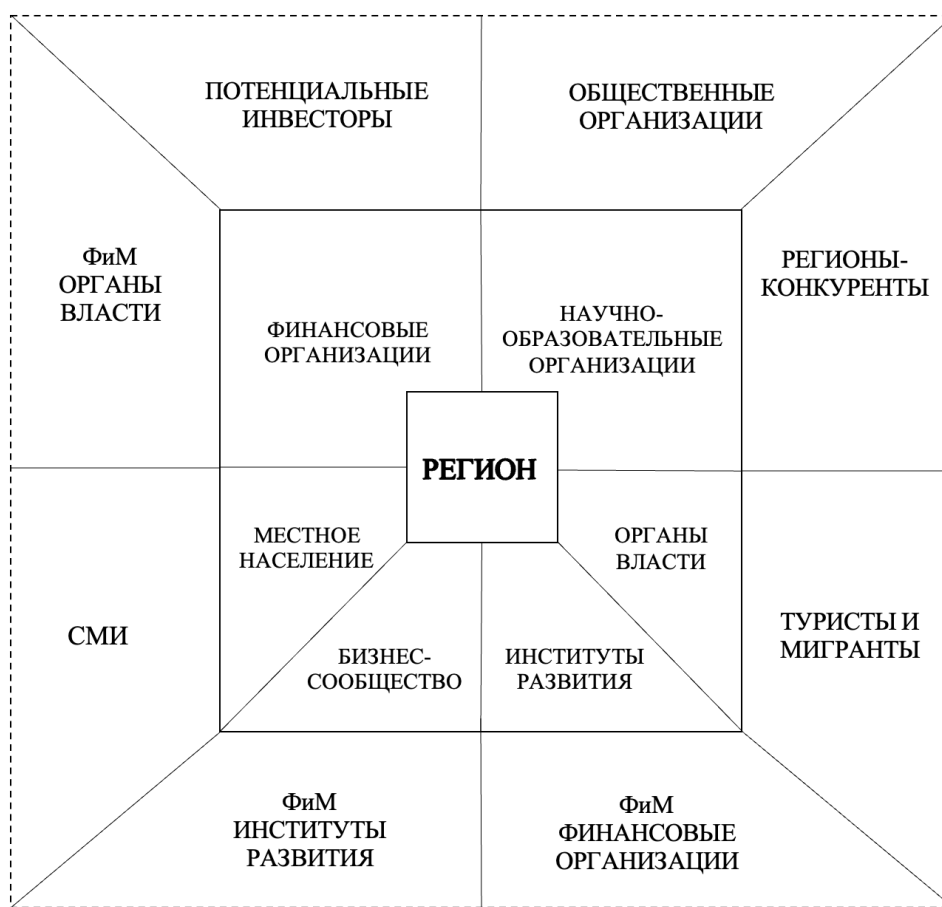 ПОТЕНЦИАЛЬНЫЕ
ИНВЕСТОРЫ
ОБЩЕСТВЕННЫЕ
ОРГАНИЗАЦИИ
ФиМ
ОРГАНЫ
ВЛАСТИ
РЕГИОНЫ-
КОНКУРЕНТЫ
ФИНАНСОВЫЕ
ОРГАНИЗАЦИИ
НАУЧНО-
ОБРАЗОВАТЕЛЬНЫЕ
ОРГАНИЗАЦИИ
РЕГИОН
МЕСТНОЕ
НАСЕЛЕНИЕ
ОРГАНЫ
ВЛАСТИ
СМИ
ТУРИСТЫ И
МИГРАНТЫ
БИЗНЕС-
СООБЩЕСТВО
ИНСТИТУТЫ
РАЗВИТИЯ
ФиМ
ИНСТИТУТЫ
РАЗВИТИЯ
ФиМ
ФИНАНСОВЫЕ
ОРГАНИЗАЦИИ